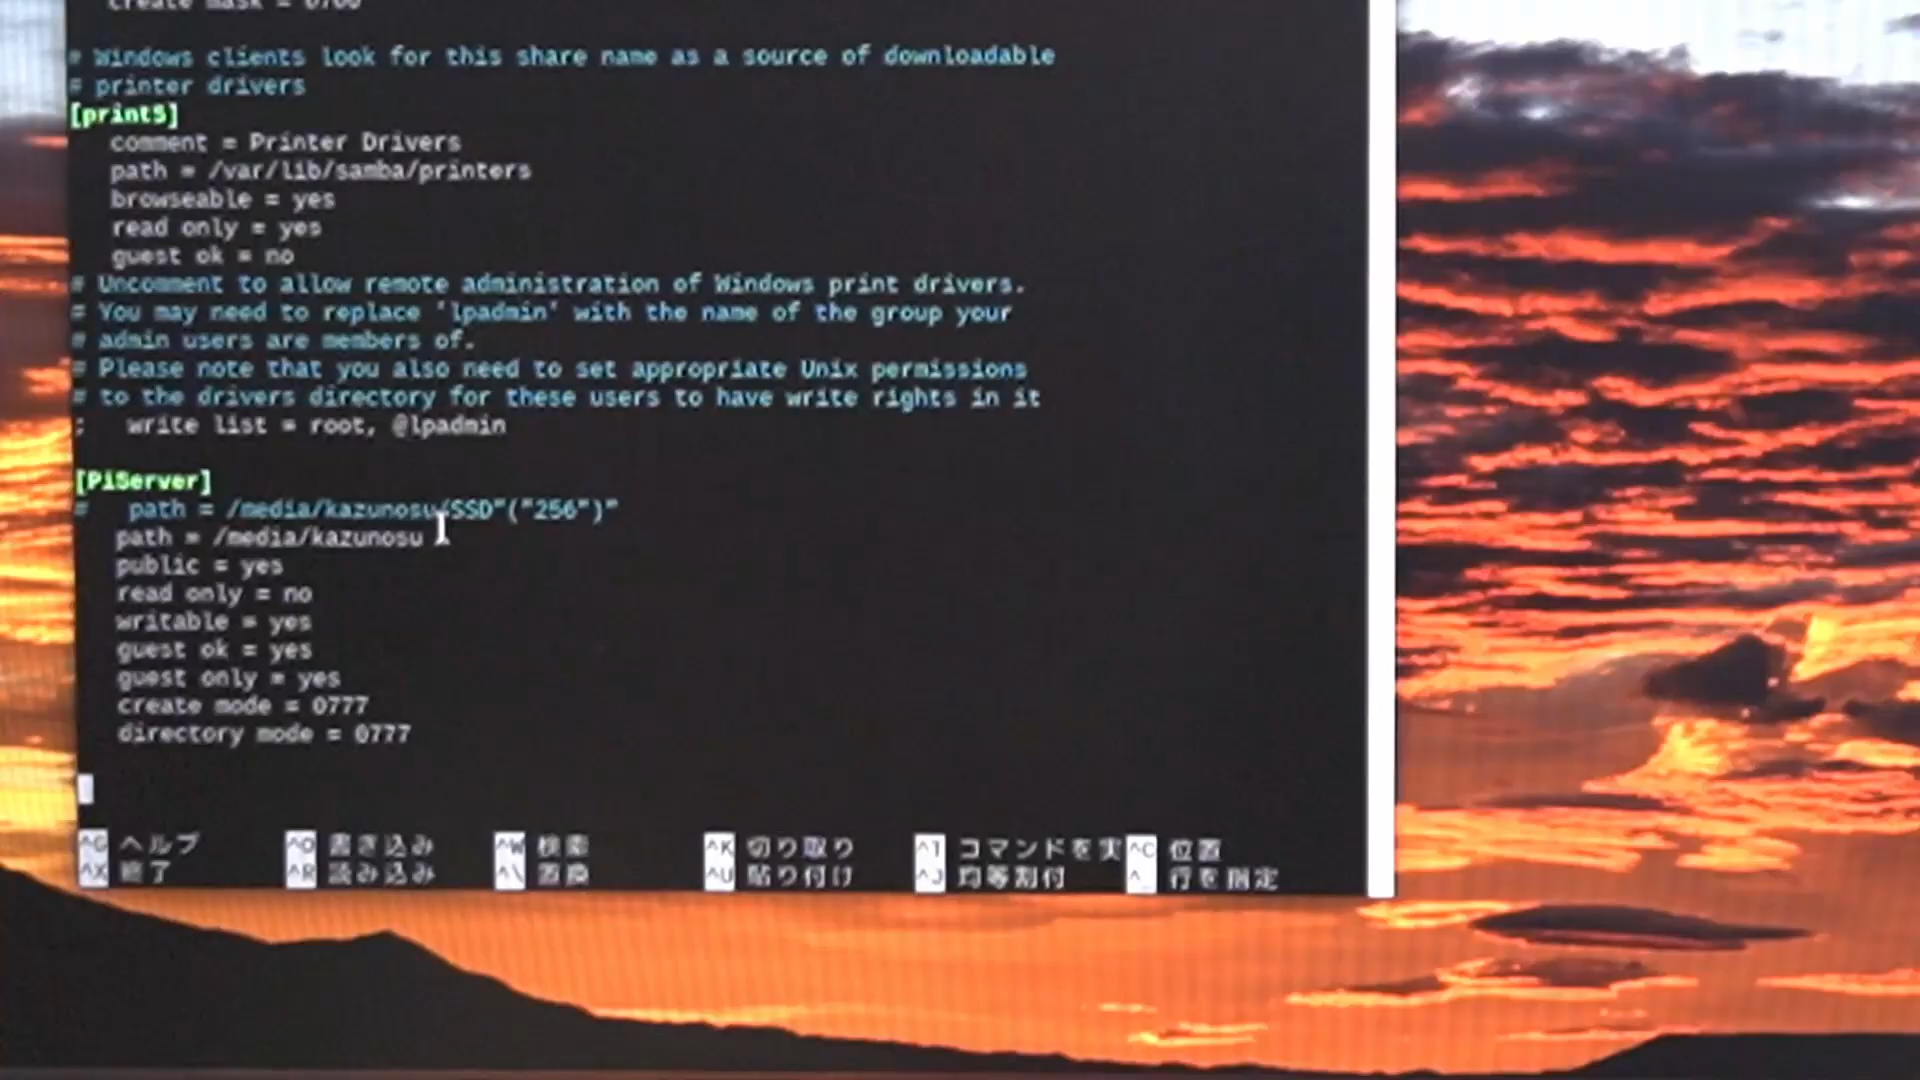 create mask = 0700
# Windows clients look for this share name as a source of downloadable
# printer drivers
[print$]
comment = Printer Drivers
path = /var/lib/samba/printers
browseable = yes
read only = yes
guest ok = no
# Uncomment to allow remote administration of Windows print drivers.
# You may need to replace 'lpadmin' with the name of the group your
# admin users are members of.
# Please note that you also need to set appropriate Unix permissions
# to the drivers directory for these users to have write rights in it
;   write list = root, @lpadmin
[PiServer]
#   path = /media/kazunosu/SSD"("256")"
path = /media/kazunosu
public = yes
read only = no
writable = yes
guest ok = yes
guest only = yes
create mode = 0777
directory mode = 0777
^G ヘルプ ^O 書き込み ^W 検索 ^K 切り取り ^T コマンドを実 ^C 位置
^X 終了 ^R 読み込み ^\ 置換 ^U 貼り付け ^J 均等割付 ^_ 行を指定